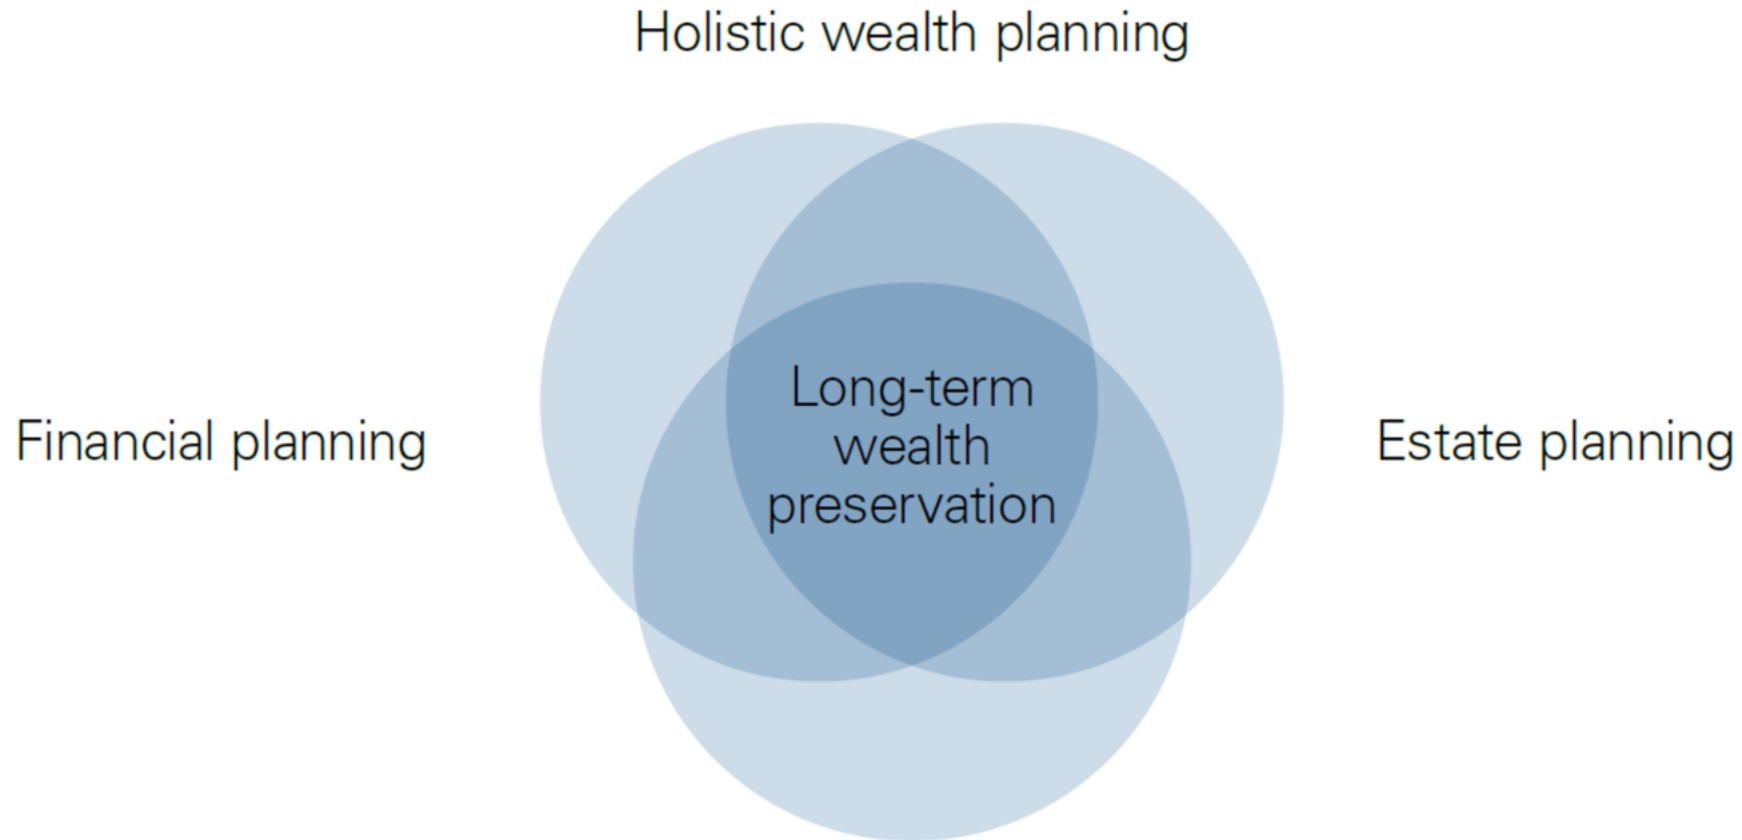 Holistic wealth planning
Long-term
wealth
preservation
Financial planning
Estate planning